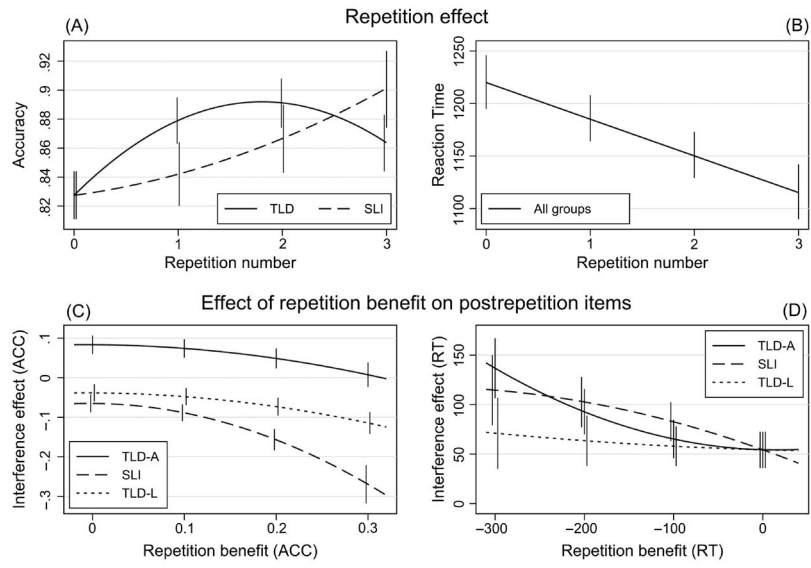 Repetition effect
(A)
Accuracy
.82 .84 .86 .88 .9 .92
TLD SLI
0 1 2 3
Repetition number
(B)
Reaction Time
1100 1150 1200 1250
All groups
0 1 2 3
Repetition number
Effect of repetition benefit on postrepetition items
(C)
Interference effect (ACC)
-.3 -.2 -.1 0 .1
TLD-A
SLI
TLD-L
0 0.1 0.2 0.3
Repetition benefit (ACC)
(D)
Interference effect (RT)
0 50 100 150
TLD-A
SLI
TLD-L
−300 −200 −100 0
Repetition benefit (RT)